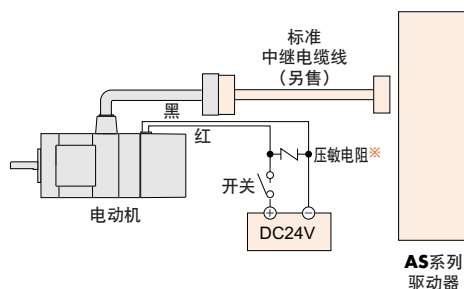 标准
中继电缆线
（另售）
黑
红
压敏电阻※
开关
电动机
DC24V
AS系列
驱动器